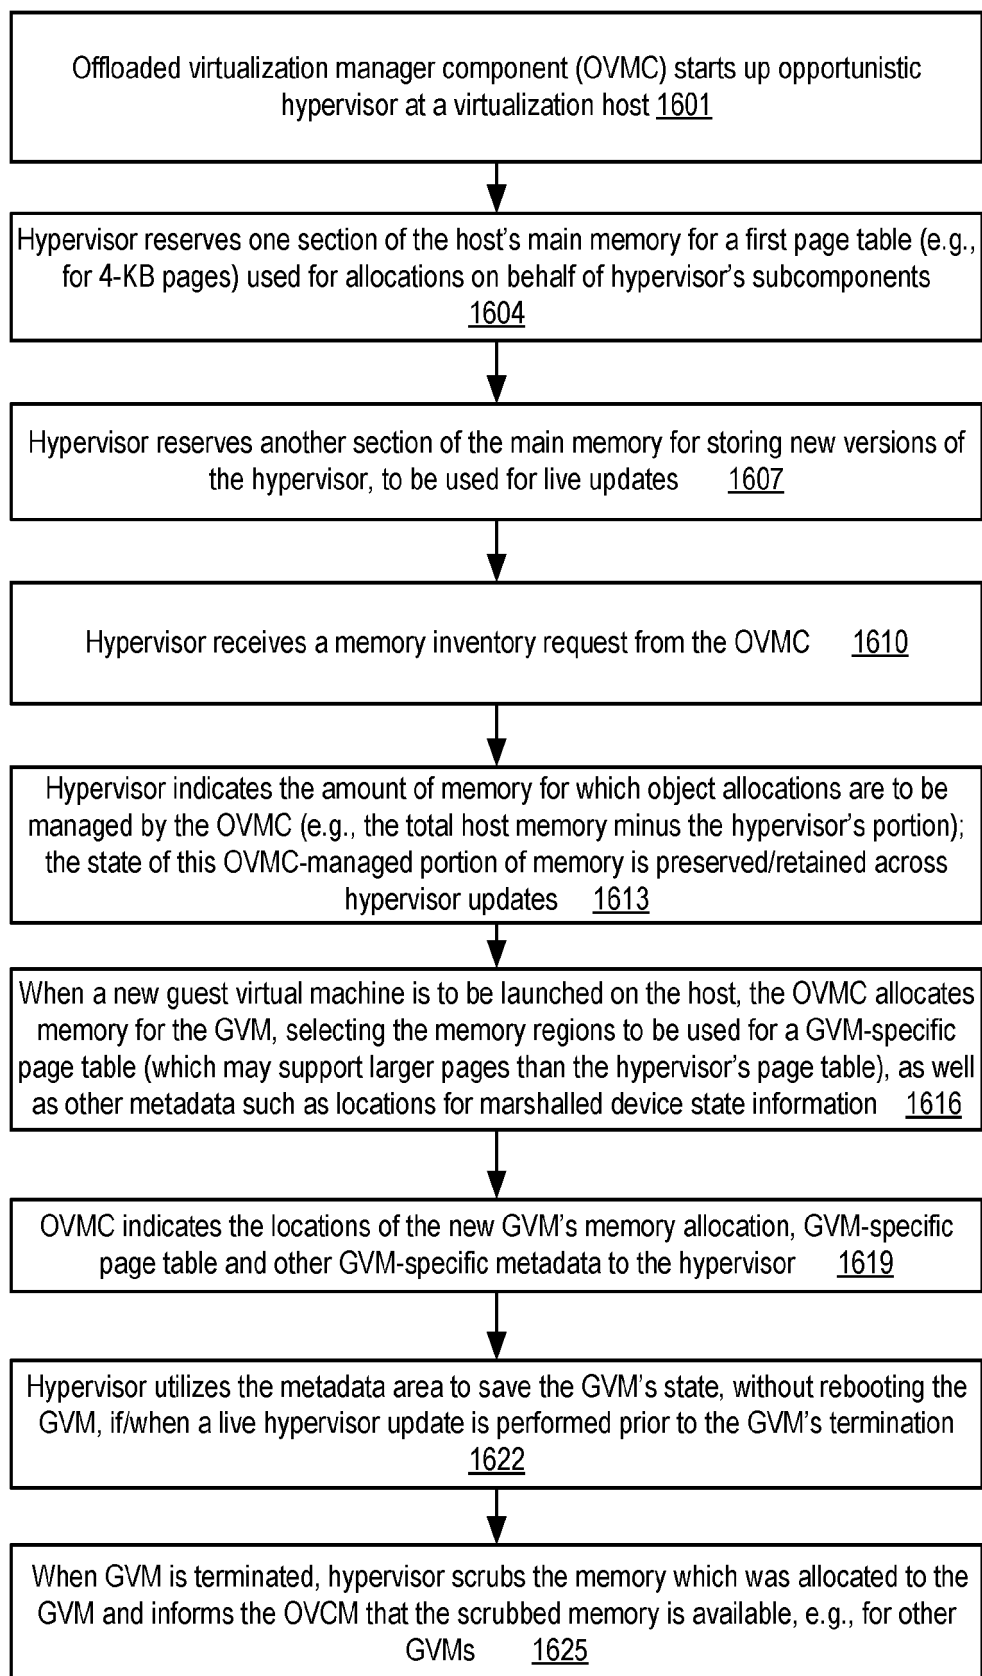 Offloaded virtualization manager component (OVMC) starts up opportunistic
hypervisor at a virtualization host 1601
Hypervisor reserves one section of the host's main memory for a first page table (e.g.,
for 4-KB pages) used for allocations on behalf of hypervisor's subcomponents
1604
Hypervisor reserves another section of the main memory for storing new versions of
the hypervisor, to be used for live updates 1607
Hypervisor receives a memory inventory request from the OVMC 1610
Hypervisor indicates the amount of memory for which object allocations are to be
managed by the OVMC (e.g., the total host memory minus the hypervisor's portion);
the state of this OVMC-managed portion of memory is preserved/retained across
hypervisor updates 1613
When a new guest virtual machine is to be launched on the host, the OVMC allocates
memory for the GVM, selecting the memory regions to be used for a GVM-specific
page table (which may support larger pages than the hypervisor's page table), as well
as other metadata such as locations for marshalled device state information 1616
OVMC indicates the locations of the new GVM's memory allocation, GVM-specific
page table and other GVM-specific metadata to the hypervisor 1619
Hypervisor utilizes the metadata area to save the GVM's state, without rebooting the
GVM, if/when a live hypervisor update is performed prior to the GVM's termination
1622
When GVM is terminated, hypervisor scrubs the memory which was allocated to the
GVM and informs the OVCM that the scrubbed memory is available, e.g., for other
GVMs 1625